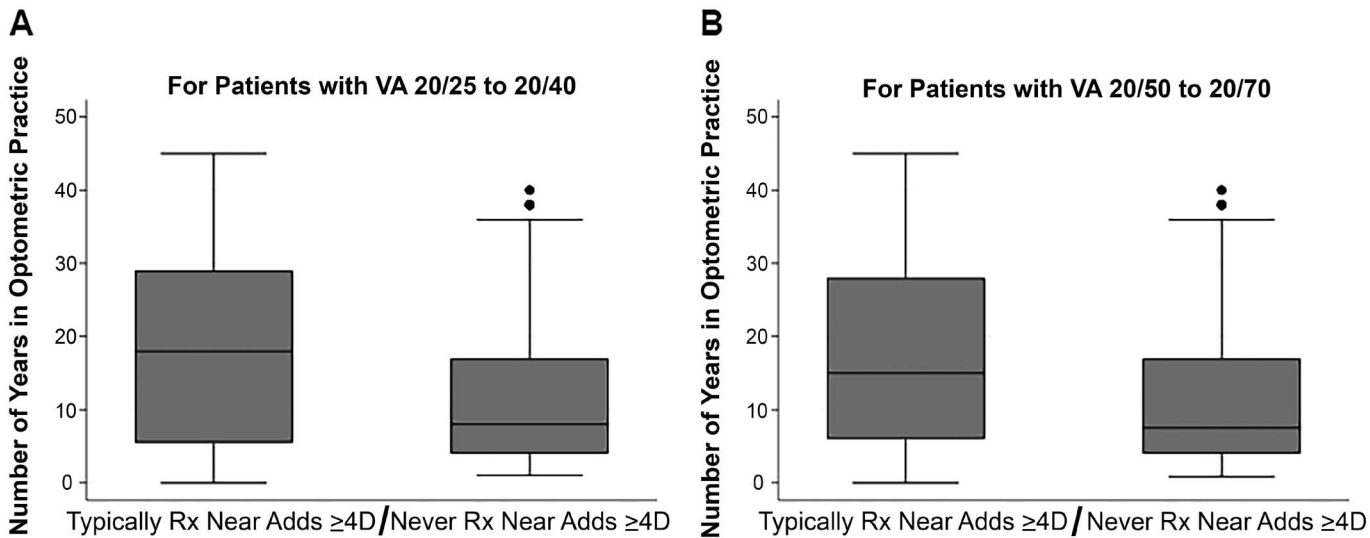 A
For Patients with VA 20/25 to 20/40
Number of Years in Optometric Practice
50
40
30
20
10
0
Typically Rx Near Adds ≥4D/Never Rx Near Adds ≥4D
B
For Patients with VA 20/50 to 20/70
Number of Years in Optometric Practice
50
40
30
20
10
0
Typically Rx Near Adds ≥4D/Never Rx Near Adds ≥4D